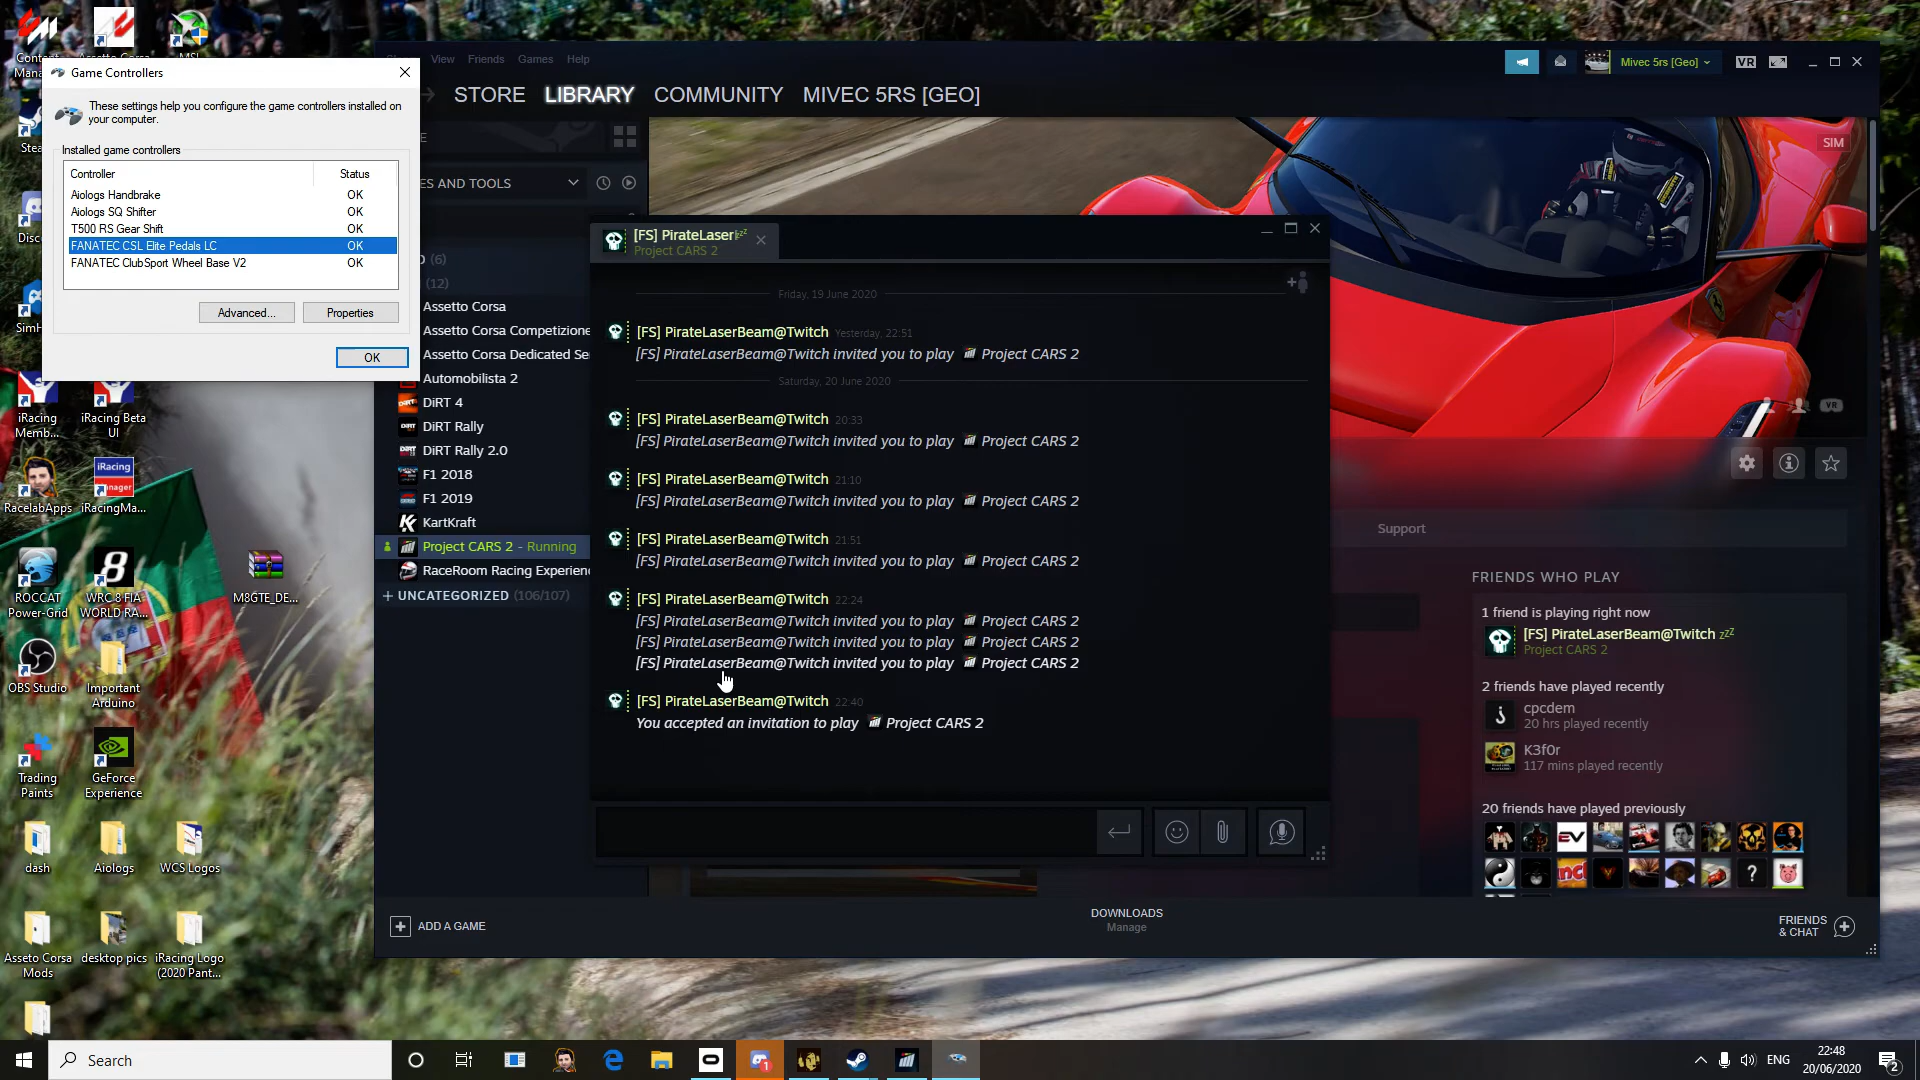 Game Controllers
These settings help you configure the game controllers installed on
your computer.
Installed game controllers
Controller Status
Aiologs Handbrake OK
Aiologs SQ Shifter OK
T500 RS Gear Shift OK
FANATEC CSL Elite Pedals LC OK
FANATEC ClubSport Wheel Base V2 OK
Advanced... Properties
OK
View Friends Games Help
Mivec 5rs [Geo]
VR
STORE LIBRARY COMMUNITY MIVEC 5RS [GEO]
SIM
ES AND TOOLS
(6)
(12)
Assetto Corsa
Assetto Corsa Competizione
Assetto Corsa Dedicated Se
Automobilista 2
DiRT 4
DiRT Rally
DiRT Rally 2.0
F1 2018
F1 2019
KartKraft
Project CARS 2 - Running
RaceRoom Racing Experien
UNCATEGORIZED (106/107)
[FS] PirateLaser
Project CARS 2
Friday, 19 June 2020
[FS] PirateLaserBeam@Twitch Yesterday, 22:51
[FS] PirateLaserBeam@Twitch invited you to play Project CARS 2
Saturday, 20 June 2020
[FS] PirateLaserBeam@Twitch 20:33
[FS] PirateLaserBeam@Twitch invited you to play Project CARS 2
[FS] PirateLaserBeam@Twitch 21:10
[FS] PirateLaserBeam@Twitch invited you to play Project CARS 2
[FS] PirateLaserBeam@Twitch 21:51
[FS] PirateLaserBeam@Twitch invited you to play Project CARS 2
[FS] PirateLaserBeam@Twitch 22:24
[FS] PirateLaserBeam@Twitch invited you to play Project CARS 2
[FS] PirateLaserBeam@Twitch invited you to play Project CARS 2
[FS] PirateLaserBeam@Twitch invited you to play Project CARS 2
[FS] PirateLaserBeam@Twitch 22:40
You accepted an invitation to play Project CARS 2
Support
FRIENDS WHO PLAY
1 friend is playing right now
[FS] PirateLaserBeam@Twitch zzZ
Project CARS 2
2 friends have played recently
cpcdem
20 hrs played recently
K3f0r
117 mins played recently
20 friends have played previously
ADD A GAME
DOWNLOADS
Manage
FRIENDS
& CHAT
iRacing
Memb...
iRacing Beta
UI
RacelabApps
iRacingMa...
ROCCAT
Power-Grid
WRC 8 FIA
WORLD RA...
M8GTE_DE...
OBS Studio
Important
Arduino
Trading
Paints
GeForce
Experience
dash
Aiologs
WCS Logos
Asseto Corsa
Mods
desktop pics
iRacing Logo
(2020 Pant...
Search
ENG
22:48
20/06/2020